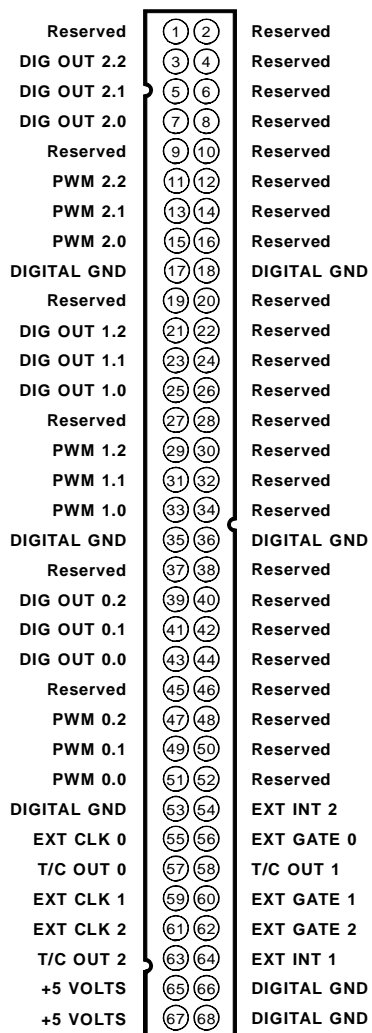 Reserved 1 2 Reserved
DIG OUT 2.2 3 4 Reserved
DIG OUT 2.1 5 6 Reserved
DIG OUT 2.0 7 8 Reserved
Reserved 9 10 Reserved
PWM 2.2 11 12 Reserved
PWM 2.1 13 14 Reserved
PWM 2.0 15 16 Reserved
DIGITAL GND 17 18 DIGITAL GND
Reserved 19 20 Reserved
DIG OUT 1.2 21 22 Reserved
DIG OUT 1.1 23 24 Reserved
DIG OUT 1.0 25 26 Reserved
Reserved 27 28 Reserved
PWM 1.2 29 30 Reserved
PWM 1.1 31 32 Reserved
PWM 1.0 33 34 Reserved
DIGITAL GND 35 36 DIGITAL GND
Reserved 37 38 Reserved
DIG OUT 0.2 39 40 Reserved
DIG OUT 0.1 41 42 Reserved
DIG OUT 0.0 43 44 Reserved
Reserved 45 46 Reserved
PWM 0.2 47 48 Reserved
PWM 0.1 49 50 Reserved
PWM 0.0 51 52 Reserved
DIGITAL GND 53 54 EXT INT 2
EXT CLK 0 55 56 EXT GATE 0
T/C OUT 0 57 58 T/C OUT 1
EXT CLK 1 59 60 EXT GATE 1
EXT CLK 2 61 62 EXT GATE 2
T/C OUT 2 63 64 EXT INT 1
+5 VOLTS 65 66 DIGITAL GND
+5 VOLTS 67 68 DIGITAL GND